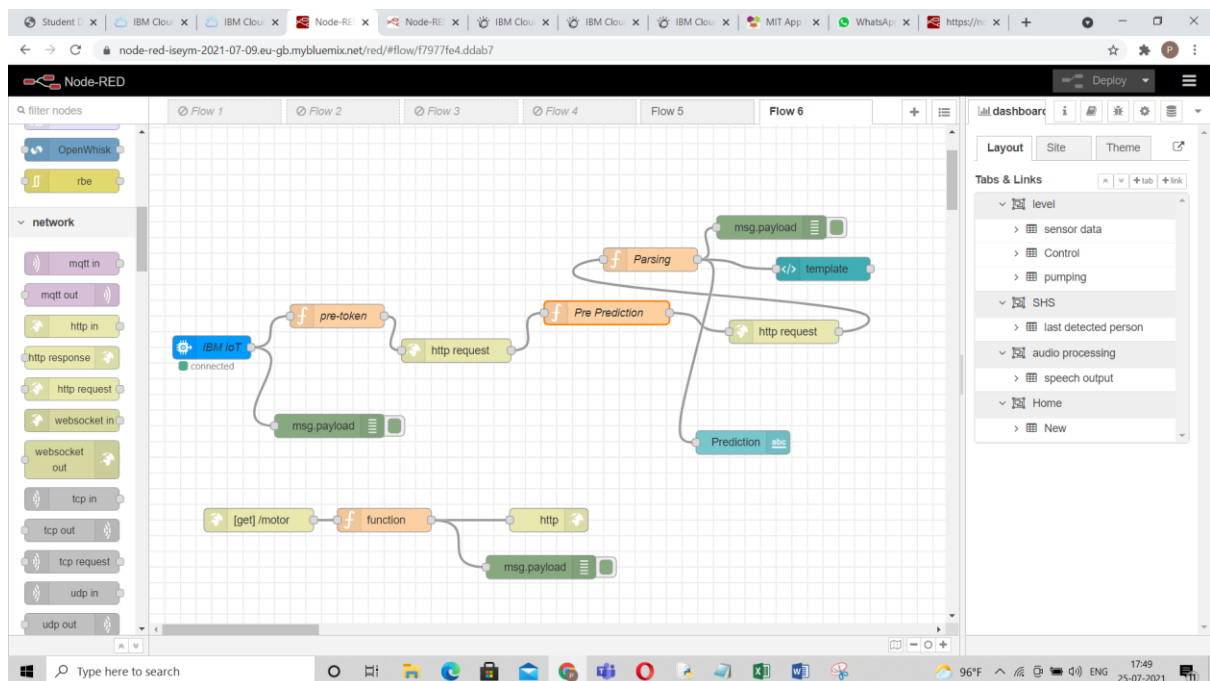 Student D
IBM Clou
IBM Clou
Node-RE
Node-RE
IBM Clou
IBM Clou
IBM Clou
MIT App
WhatsAp
https://no
node-red-iseym-2021-07-09.eu-gb.mybluemix.net/red/#flow/f7977fe4.ddab7
P
Node-RED
Deploy
filter nodes
Flow 1
Flow 2
Flow 3
Flow 4
Flow 5
Flow 6
dashboard
Layout
Site
Theme
OpenWhisk
rbe
network
mqtt in
mqtt out
http in
http response
http request
websocket in
websocket
out
tcp in
tcp out
tcp request
udp in
udp out
msg.payload
Parsing
template
pre-token
Pre Prediction
http request
IBM IoT
connected
http request
msg.payload
Prediction
abc
[get] /motor
function
http
msg.payload
Tabs & Links
+tab
+link
level
sensor data
Control
pumping
SHS
last detected person
audio processing
speech output
Home
New
Type here to search
96°F
ENG
17:49
25-07-2021